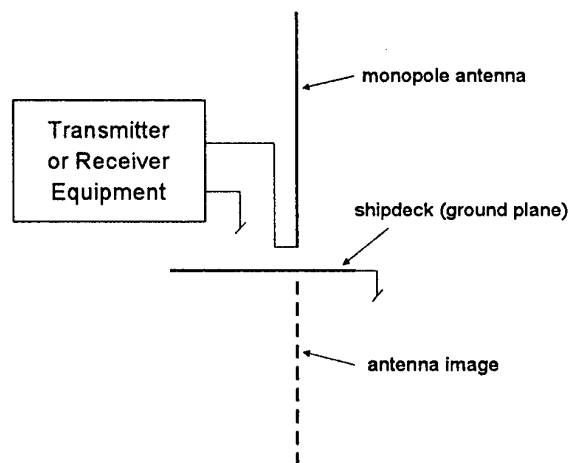 monopole antenna
Transmitter
or Receiver
Equipment
shipdeck (ground plane)
antenna image